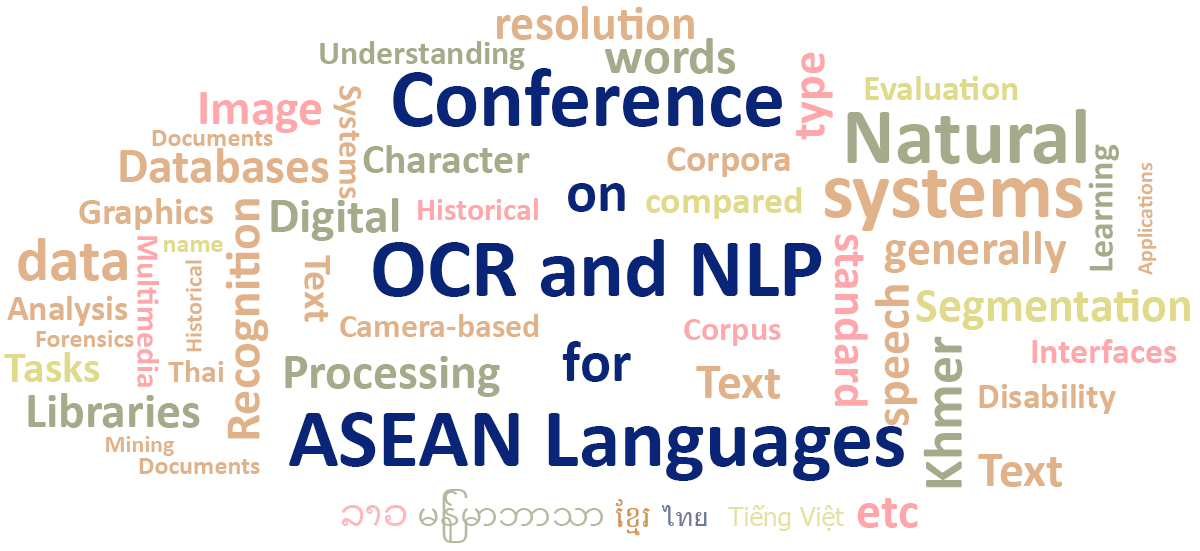 resolution
Understanding
words
Conference
type
Evaluation
Image
Systems
Natural
Documents
Databases
Character
Corpora
systems
Learning
Applications
Graphics
Recognition
Digital
Historical
on
compared
data
Multimedia
name
Historical
Text
OCR and NLP
standard
generally
Analysis
Forensics
Camera-based
Corpus
speech
Segmentation
Tasks
Thai
Processing
for
Text
Khmer
Interfaces
Libraries
Disability
Mining
Documents
ASEAN Languages
Text
ລາວ မြန်မာဘာသာ ខ្មែរ ไทย Tiếng Việt etc